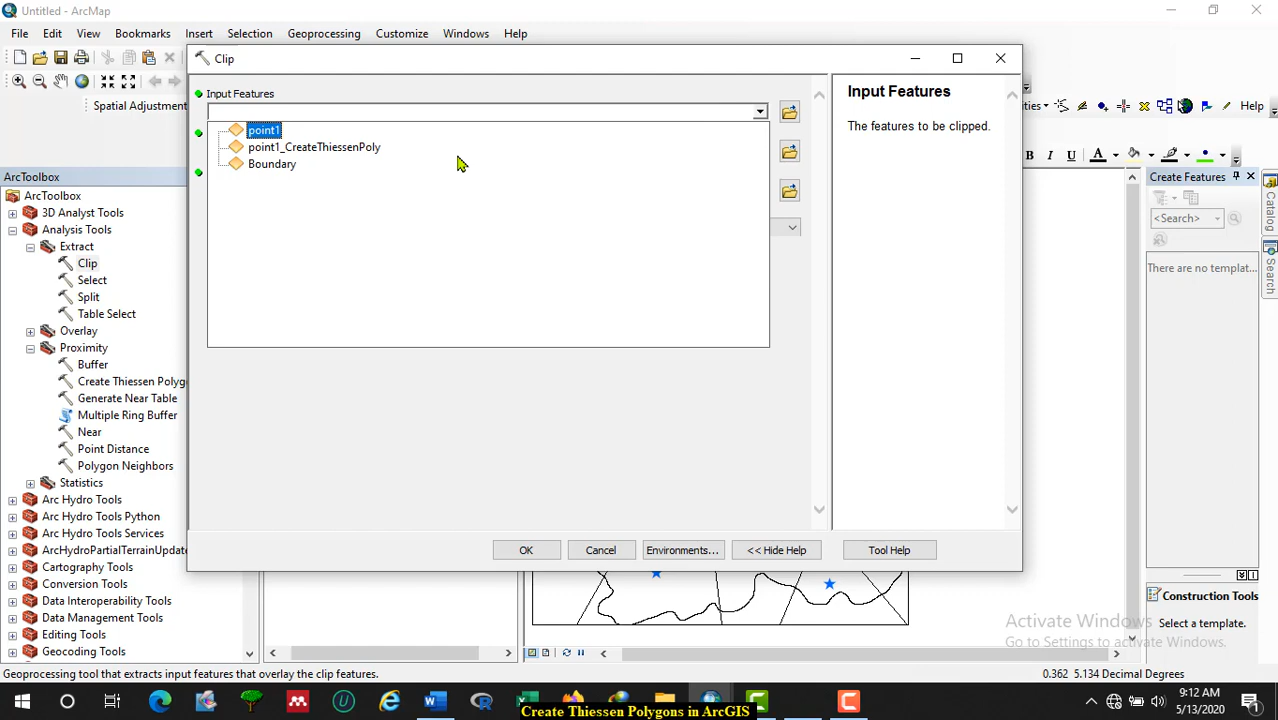 Untitled - ArcMap
File Edit View Bookmarks Insert Selection Geoprocessing Customize Windows Help
Clip
Spatial Adjustment
Help
B I U A
Input Features
point1
point1_CreateThiessenPoly
Boundary
Input Features
The features to be clipped.
OK
Cancel
Environments...
<< Hide Help
Tool Help
ArcToolbox
ArcToolbox
3D Analyst Tools
Analysis Tools
Extract
Clip
Select
Split
Table Select
Overlay
Proximity
Buffer
Create Thiessen Polyg
Generate Near Table
Multiple Ring Buffer
Near
Point Distance
Polygon Neighbors
Statistics
Arc Hydro Tools
Arc Hydro Tools Python
Arc Hydro Tools Services
ArcHydroPartialTerrainUpdate
Cartography Tools
Conversion Tools
Data Interoperability Tools
Data Management Tools
Editing Tools
Geocoding Tools
Create Features
<Search>
There are no templat...
Construction Tools
Select a template.
Catalog
Search
Activate Windows
Go to Settings to activate Windows.
Geoprocessing tool that extracts input features that overlay the clip features.
0.362 5.134 Decimal Degrees
9:12 AM
5/13/2020
Create Thiessen Polygons in ArcGIS